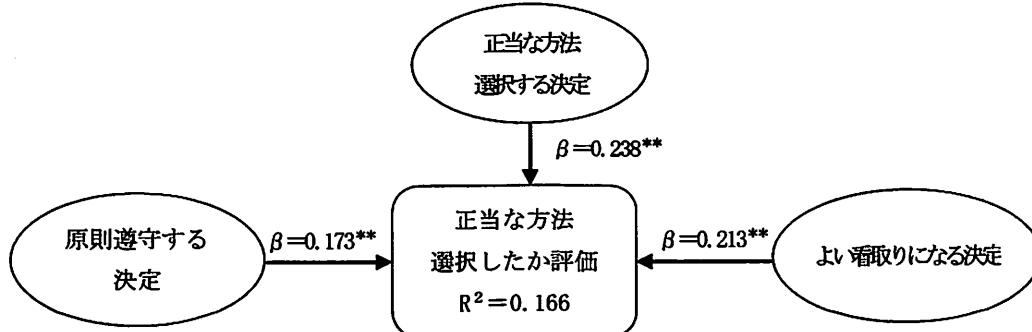 正当な方法
選択する決定
β=0.238**
原則遵守する
決定
β=0.173**
正当な方法
選択したか評価
R²=0.166
β=0.213**
よい看取りになる決定